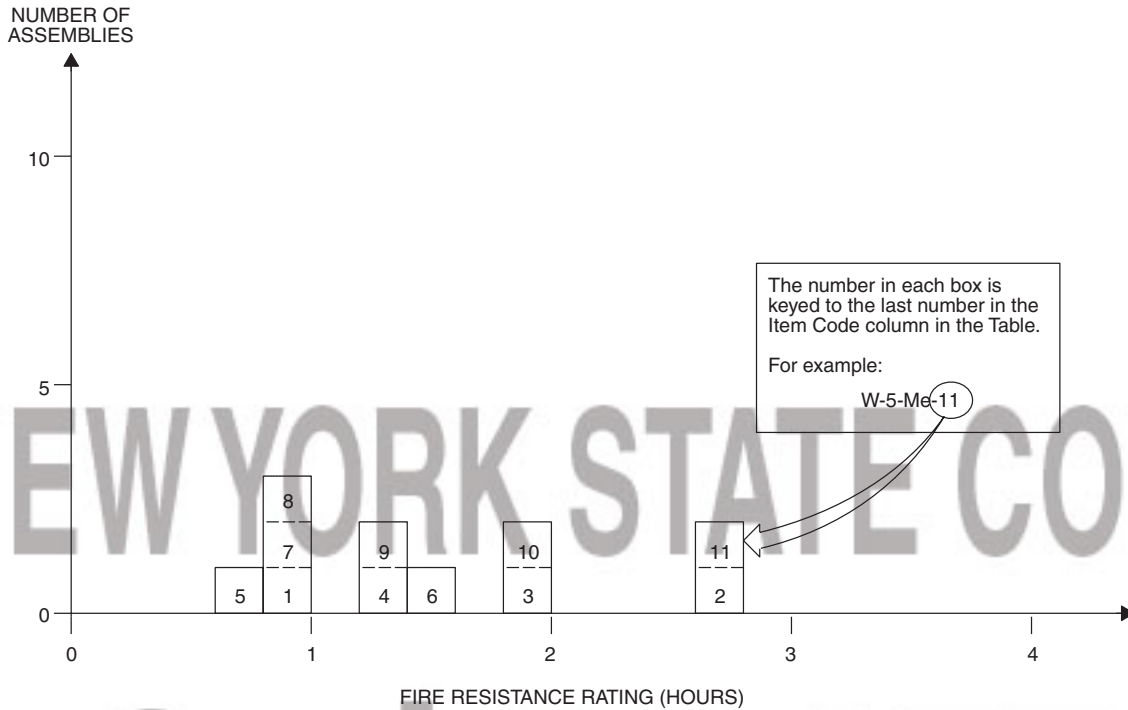 NUMBER OF
ASSEMBLIES
10
The number in each box is
keyed to the last number in the
Item Code column in the Table.
For example:
W-5-Me-11
5
EW YORK STATE CO
8
7
9
10
11
5
1
4
6
3
2
0
0
1
2
3
4
FIRE RESISTANCE RATING (HOURS)